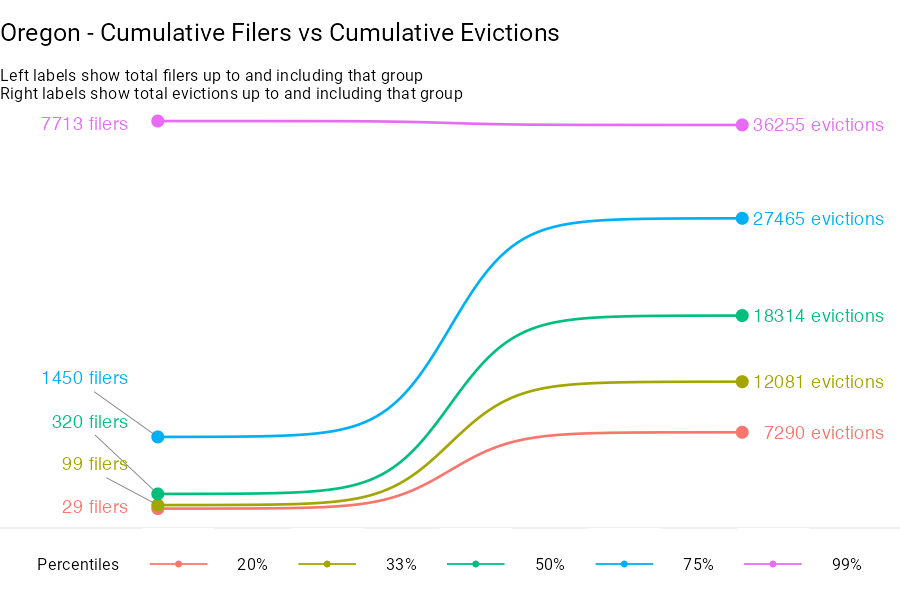 Oregon - Cumulative Filers vs Cumulative Evictions
Left labels show total filers up to and including that group
Right labels show total evictions up to and including that group
7713 filers
36255 evictions
27465 evictions
18314 evictions
1450 filers
12081 evictions
320 filers
7290 evictions
99 filers
29 filers
Percentiles 20% 33% 50% 75% 99%